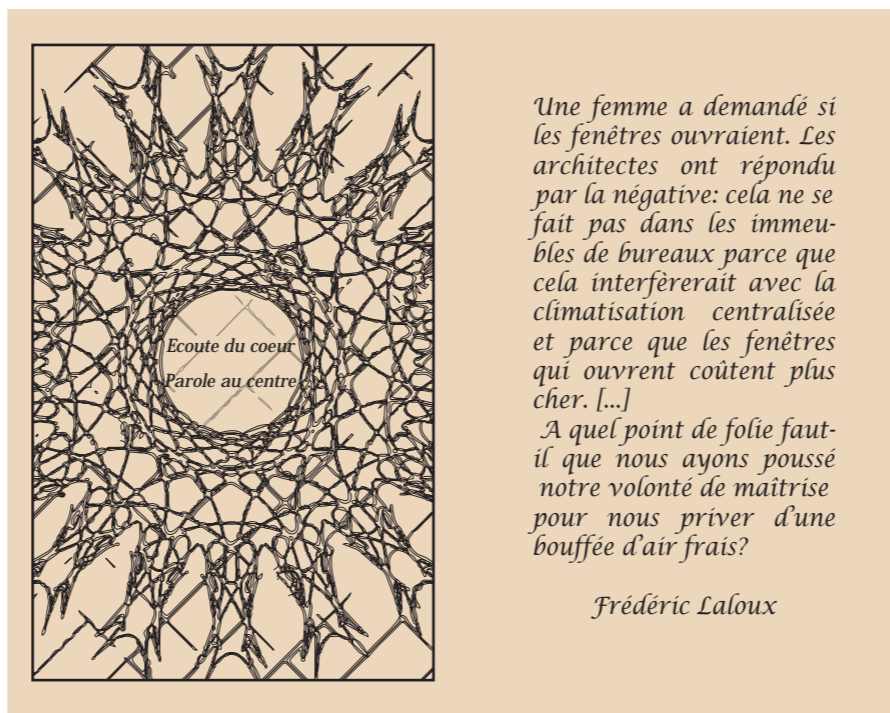 Ecoute du coeur
Parole au centre
Une femme a demandé si
les fenêtres ouvraient. Les
architectes ont répondu
par la négative: cela ne se
fait pas dans les immeu-
bles de bureaux parce que
cela interfèrerait avec la
climatisation centralisée
et parce que les fenêtres
qui ouvrent coûtent plus
cher. [...]
A quel point de folie faut-
il que nous ayons poussé
notre volonté de maîtrise
pour nous priver d'une
bouffée d'air frais?
Frédéric Laloux